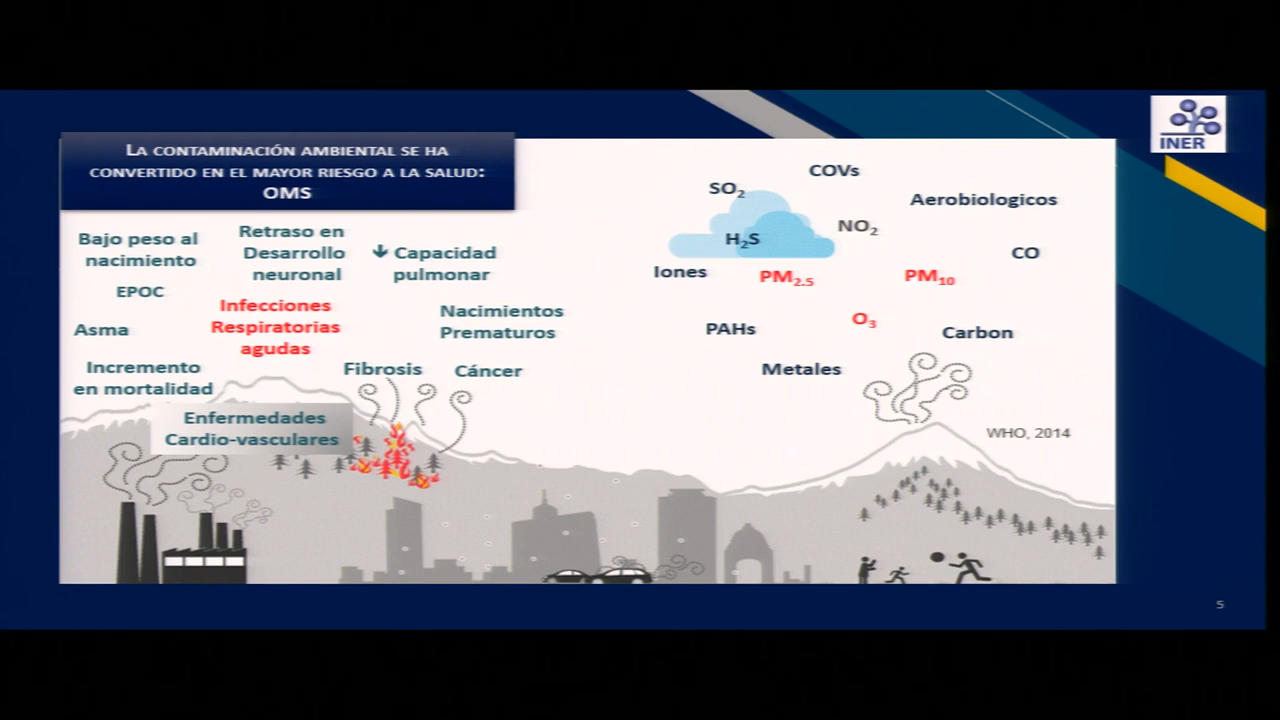 INER
LA CONTAMINACIÓN AMBIENTAL SE HA
CONVERTIDO EN EL MAYOR RIESGO A LA SALUD:
OMS
Bajo peso al
nacimiento
Retraso en
Desarrollo
neuronal
↓ Capacidad
pulmonar
EPOC
Infecciones
Respiratorias
agudas
Nacimientos
Prematuros
Asma
Incremento
en mortalidad
Fibrosis
Cáncer
Enfermedades
Cardio-vasculares
COVs
SO₂
Aerobiologicos
NO₂
H₂S
CO
Iones
PM₂.₅
PM₁₀
O₃
PAHs
Carbon
Metales
WHO, 2014
5